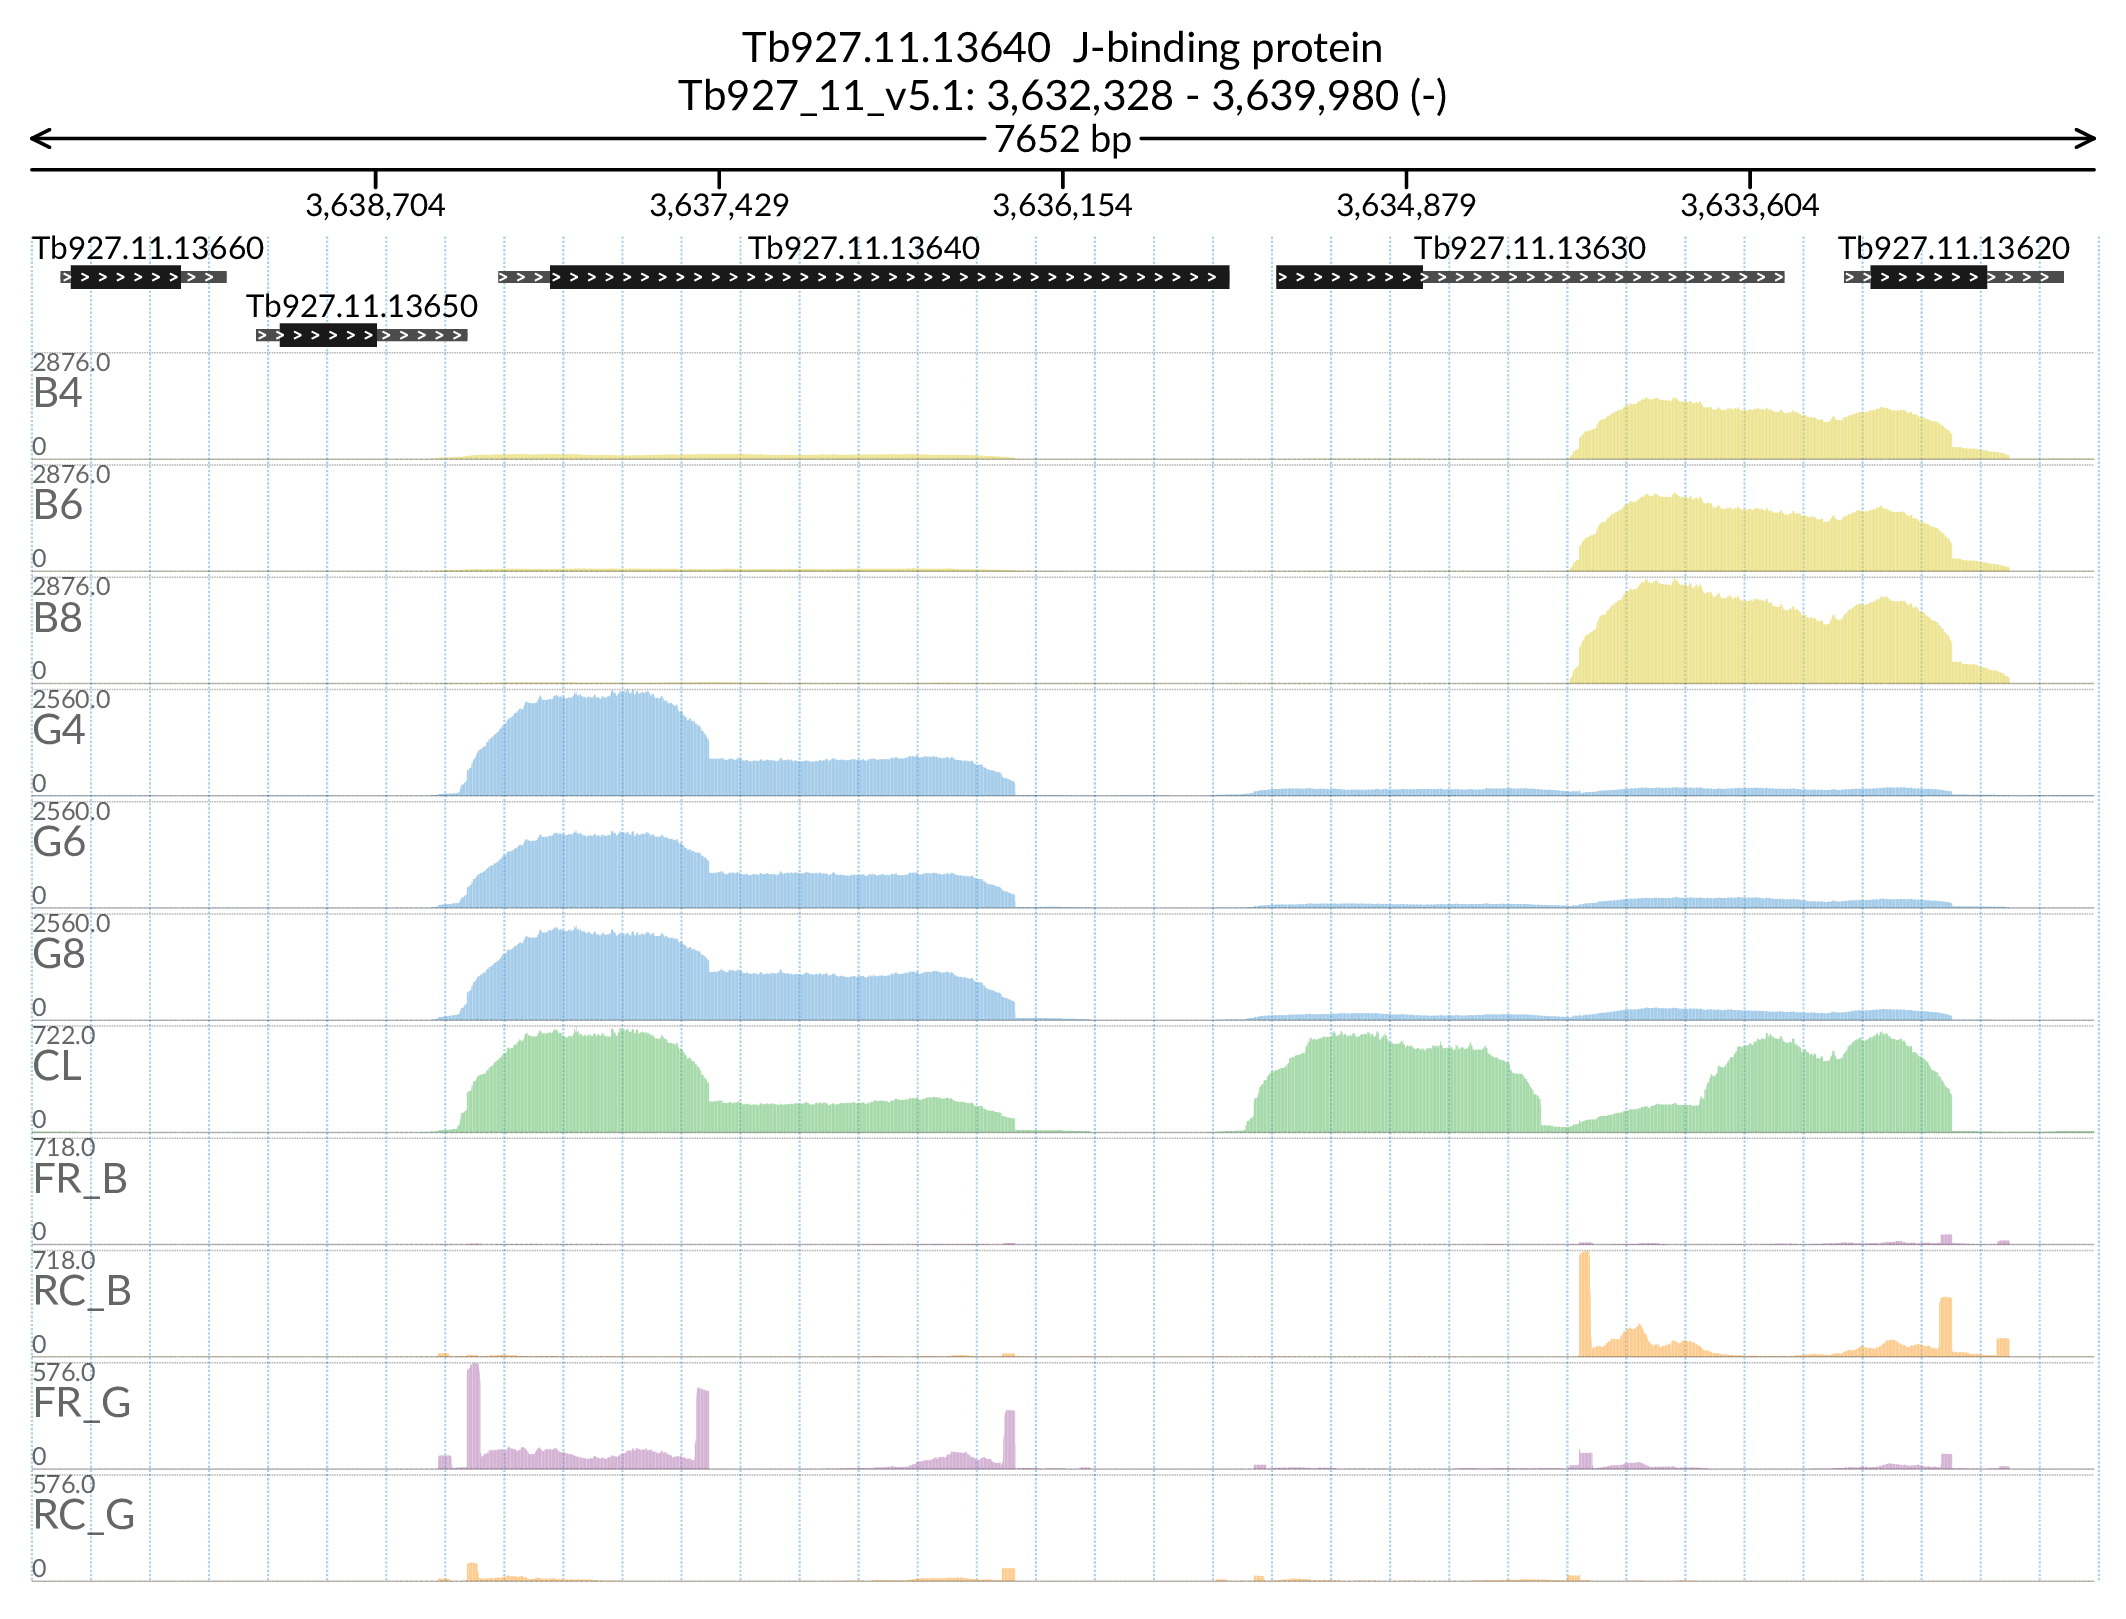 Tb927.11.13640  J-binding protein
Tb927_11_v5.1: 3,632,328 - 3,639,980 (-)
7652 bp
3,638,704 3,637,429 3,636,154 3,634,879 3,633,604
Tb927.11.13660 Tb927.11.13640 Tb927.11.13630 Tb927.11.13620
Tb927.11.13650
2876.0
B4
0
2876.0
B6
0
2876.0
B8
0
2560.0
G4
0
2560.0
G6
0
2560.0
G8
0
722.0
CL
0
718.0
FR_B
0
718.0
RC_B
0
576.0
FR_G
0
576.0
RC_G
0